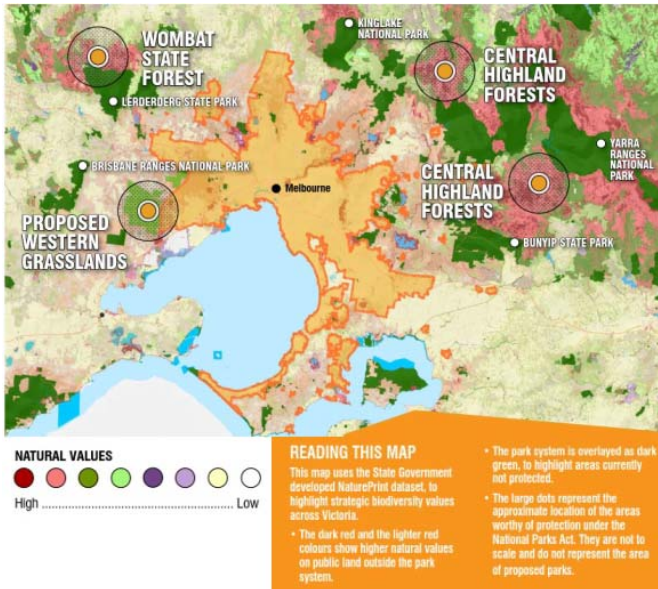 WOMBAT
STATE
FOREST
KINGLAKE
NATIONAL PARK
CENTRAL
HIGHLAND
FORESTS
LERDERDERG STATE PARK
BRISBANE RANGES NATIONAL PARK
YARRA
RANGES
NATIONAL
PARK
Melbourne
CENTRAL
HIGHLAND
FORESTS
PROPOSED
WESTERN
GRASSLANDS
BUNYIP STATE PARK
NATURAL VALUES
High ........................................ Low
READING THIS MAP
This map uses the State Government
developed NaturePrint dataset, to
highlight strategic biodiversity values
across Victoria.
• The dark red and the lighter red
colours show higher natural values
on public land outside the park
system.
• The park system is overlayed as dark
green, to highlight areas currently
not protected.
• The large dots represent the
approximate location of the areas
worthy of protection under the
National Parks Act. They are not to
scale and do not represent the area
of proposed parks.